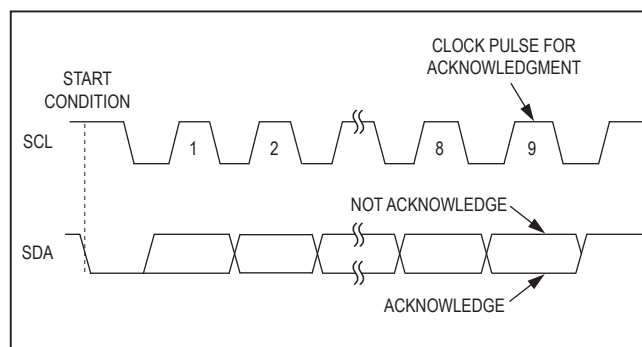 CLOCK PULSE FOR
ACKNOWLEDGMENT
START
CONDITION
SCL
1
2
8
9
NOT ACKNOWLEDGE
SDA
ACKNOWLEDGE